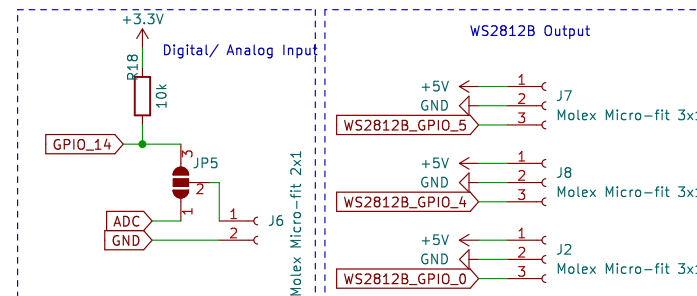 +3.3V
Digital/ Analog Input
R18
10k
GPIO_14
3
JP5
2
1
ADC
GND
1
2
J6
Molex Micro-fit 2x1
WS2812B Output
+5V
1
GND
2
WS2812B_GPIO_5
3
J7
Molex Micro-fit 3x1
+5V
1
GND
2
WS2812B_GPIO_4
3
J8
Molex Micro-fit 3x1
+5V
1
GND
2
WS2812B_GPIO_0
3
J2
Molex Micro-fit 3x1